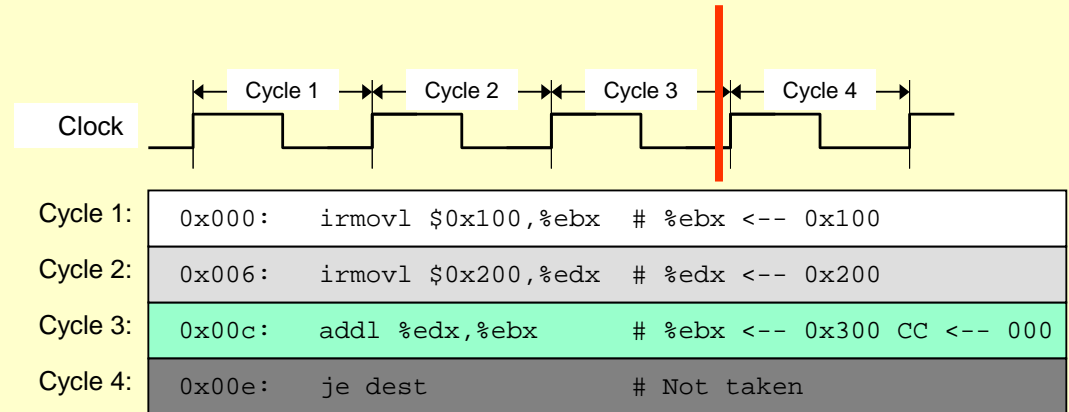 Cycle 1 Cycle 2 Cycle 3 Cycle 4
Clock
Cycle 1: 0x000: irmovl $0x100,%ebx # %ebx <-- 0x100
Cycle 2: 0x006: irmovl $0x200,%edx # %edx <-- 0x200
Cycle 3: 0x00c: addl %edx,%ebx # %ebx <-- 0x300 CC <-- 000
Cycle 4: 0x00e: je dest # Not taken